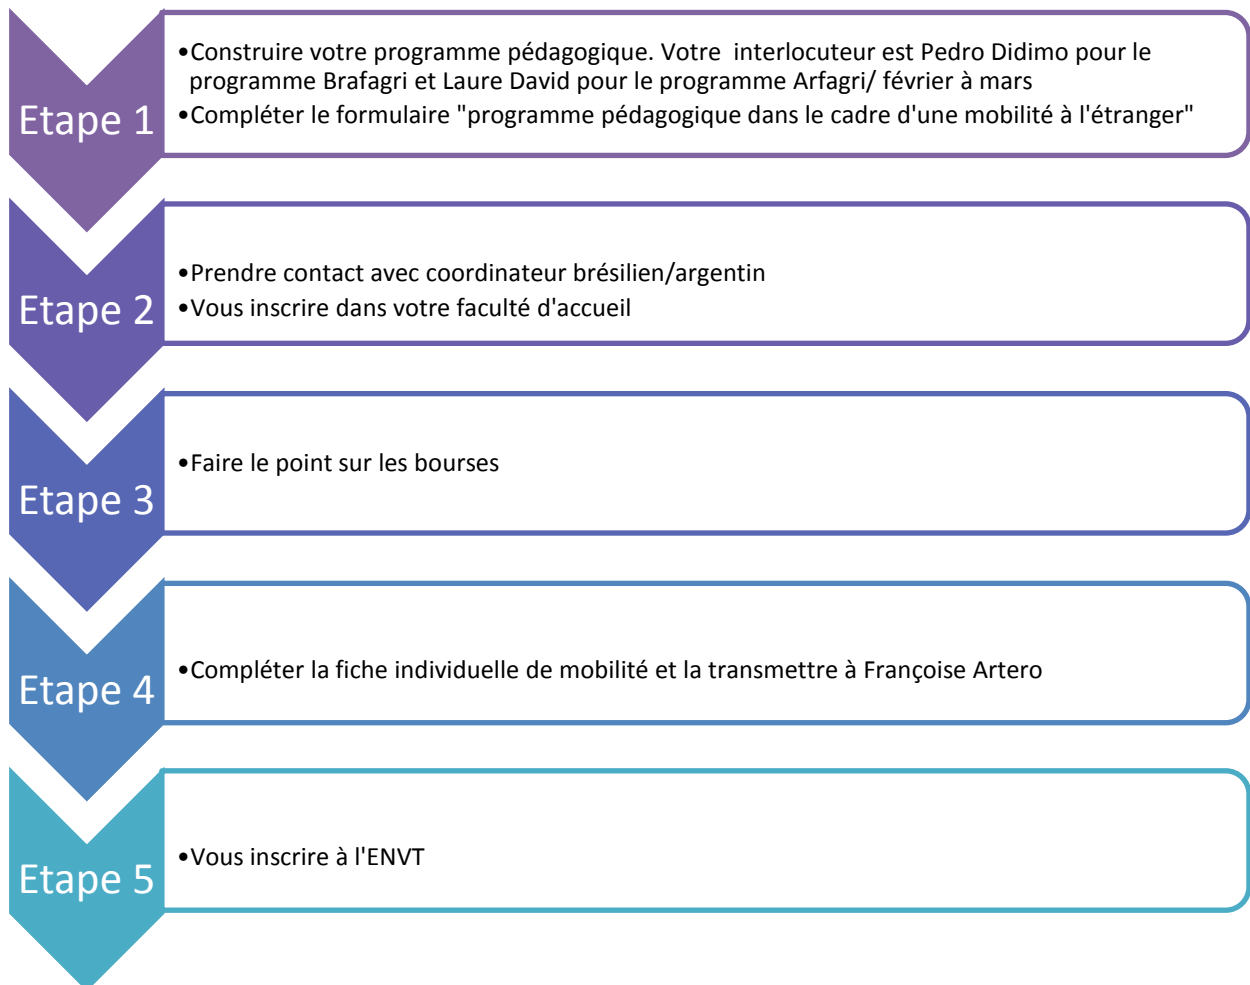 Etape 1
•Construire votre programme pédagogique. Votre  interlocuteur est Pedro Didimo pour le
programme Brafagri et Laure David pour le programme Arfagri/ février à mars
•Compléter le formulaire "programme pédagogique dans le cadre d'une mobilité à l'étranger"
Etape 2
•Prendre contact avec coordinateur brésilien/argentin
•Vous inscrire dans votre faculté d'accueil
Etape 3
•Faire le point sur les bourses
Etape 4
•Compléter la fiche individuelle de mobilité et la transmettre à Françoise Artero
Etape 5
•Vous inscrire à l'ENVT